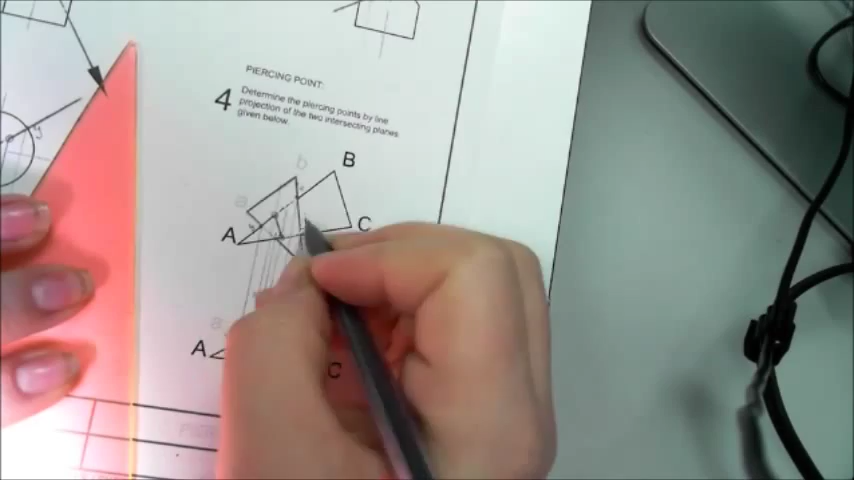 PIERCING POINT:
4
Determine the piercing points by line
projection of the two intersecting planes
given below.
b
B
a
A
C
a
A
C